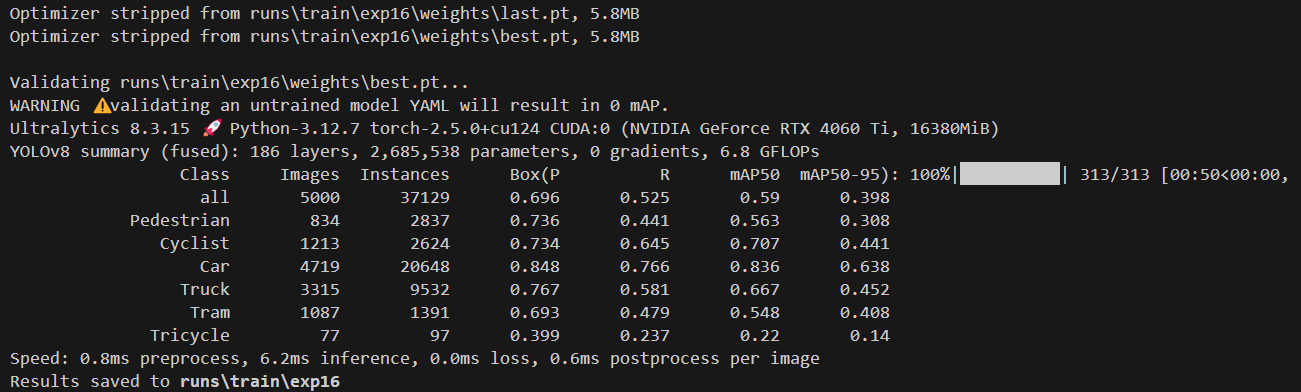 Optimizer stripped from runs\train\exp16\weights\last.pt, 5.8MB
Optimizer stripped from runs\train\exp16\weights\best.pt, 5.8MB
Validating runs\train\exp16\weights\best.pt...
WARNING ⚠️validating an untrained model YAML will result in 0 mAP.
Ultralytics 8.3.15 🚀 Python-3.12.7 torch-2.5.0+cu124 CUDA:0 (NVIDIA GeForce RTX 4060 Ti, 16380MiB)
YOLOv8 summary (fused): 186 layers, 2,685,538 parameters, 0 gradients, 6.8 GFLOPs
Class Images Instances Box(P R mAP50 mAP50-95): 100%|██████████| 313/313 [00:50<00:00,
all 5000 37129 0.696 0.525 0.59 0.398
Pedestrian 834 2837 0.736 0.441 0.563 0.308
Cyclist 1213 2624 0.734 0.645 0.707 0.441
Car 4719 20648 0.848 0.766 0.836 0.638
Truck 3315 9532 0.767 0.581 0.667 0.452
Tram 1087 1391 0.693 0.479 0.548 0.408
Tricycle 77 97 0.399 0.237 0.22 0.14
Speed: 0.8ms preprocess, 6.2ms inference, 0.0ms loss, 0.6ms postprocess per image
Results saved to runs\train\exp16